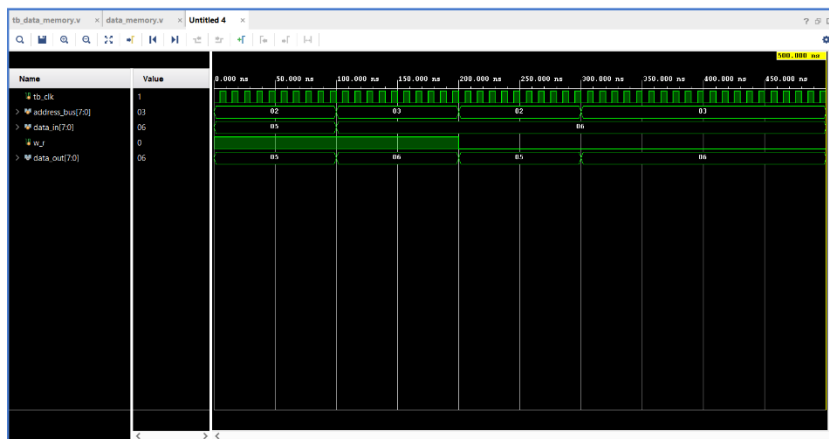 tb_data_memory.v × data_memory.v × Untitled 4 ×
500.000 ns
Name Value 0.000 ns 50.000 ns 100.000 ns 150.000 ns 200.000 ns 250.000 ns 300.000 ns 350.000 ns 400.000 ns 450.000 ns
tb_clk 1
address_bus[7:0] 03 02 03 02 03
data_in[7:0] 06 05 06
w_r 0
data_out[7:0] 06 05 06 05 06